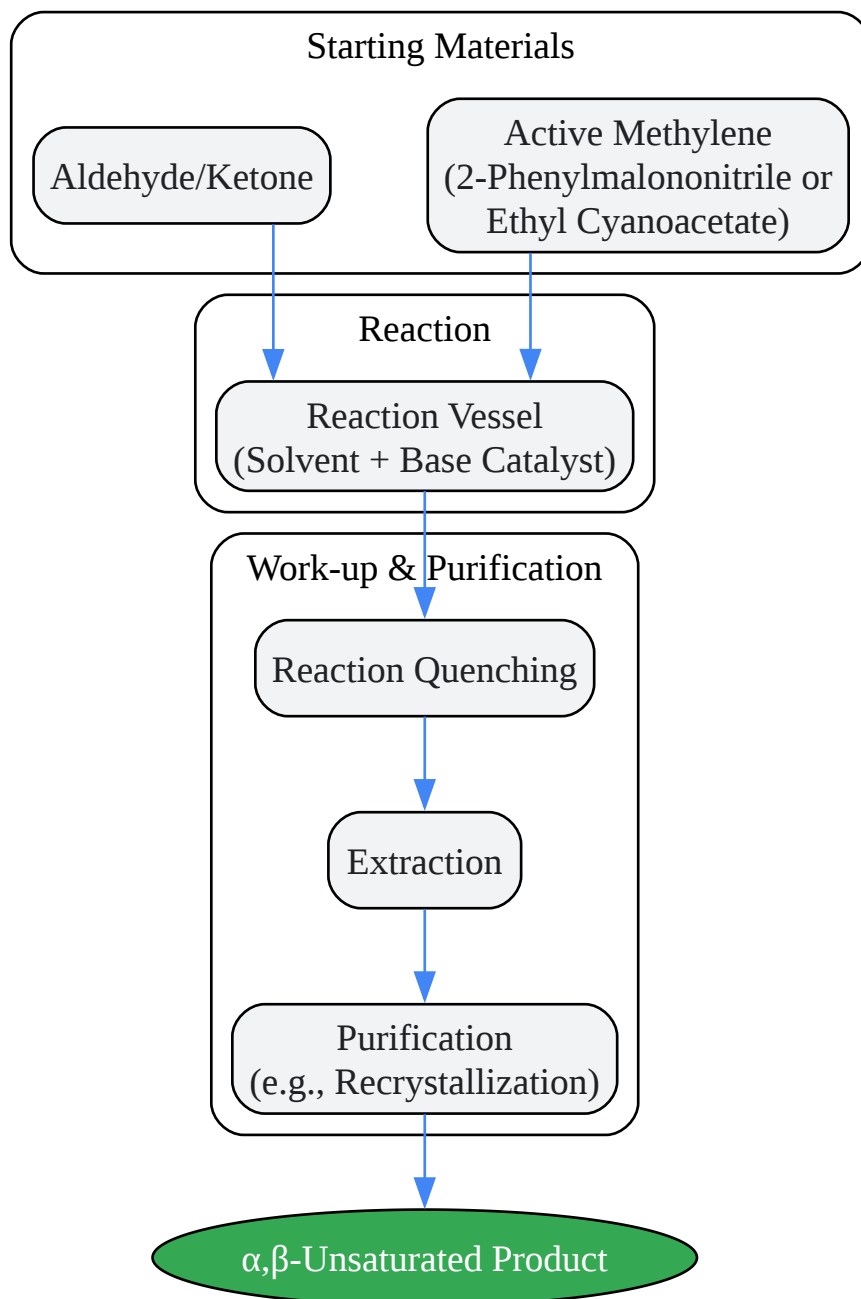 Starting Materials
Aldehyde/Ketone
Active Methylene
(2-Phenylmalononitrile or
Ethyl Cyanoacetate)
Reaction
Reaction Vessel
(Solvent + Base Catalyst)
Work-up & Purification
Reaction Quenching
Extraction
Purification
(e.g., Recrystallization)
α,β-Unsaturated Product